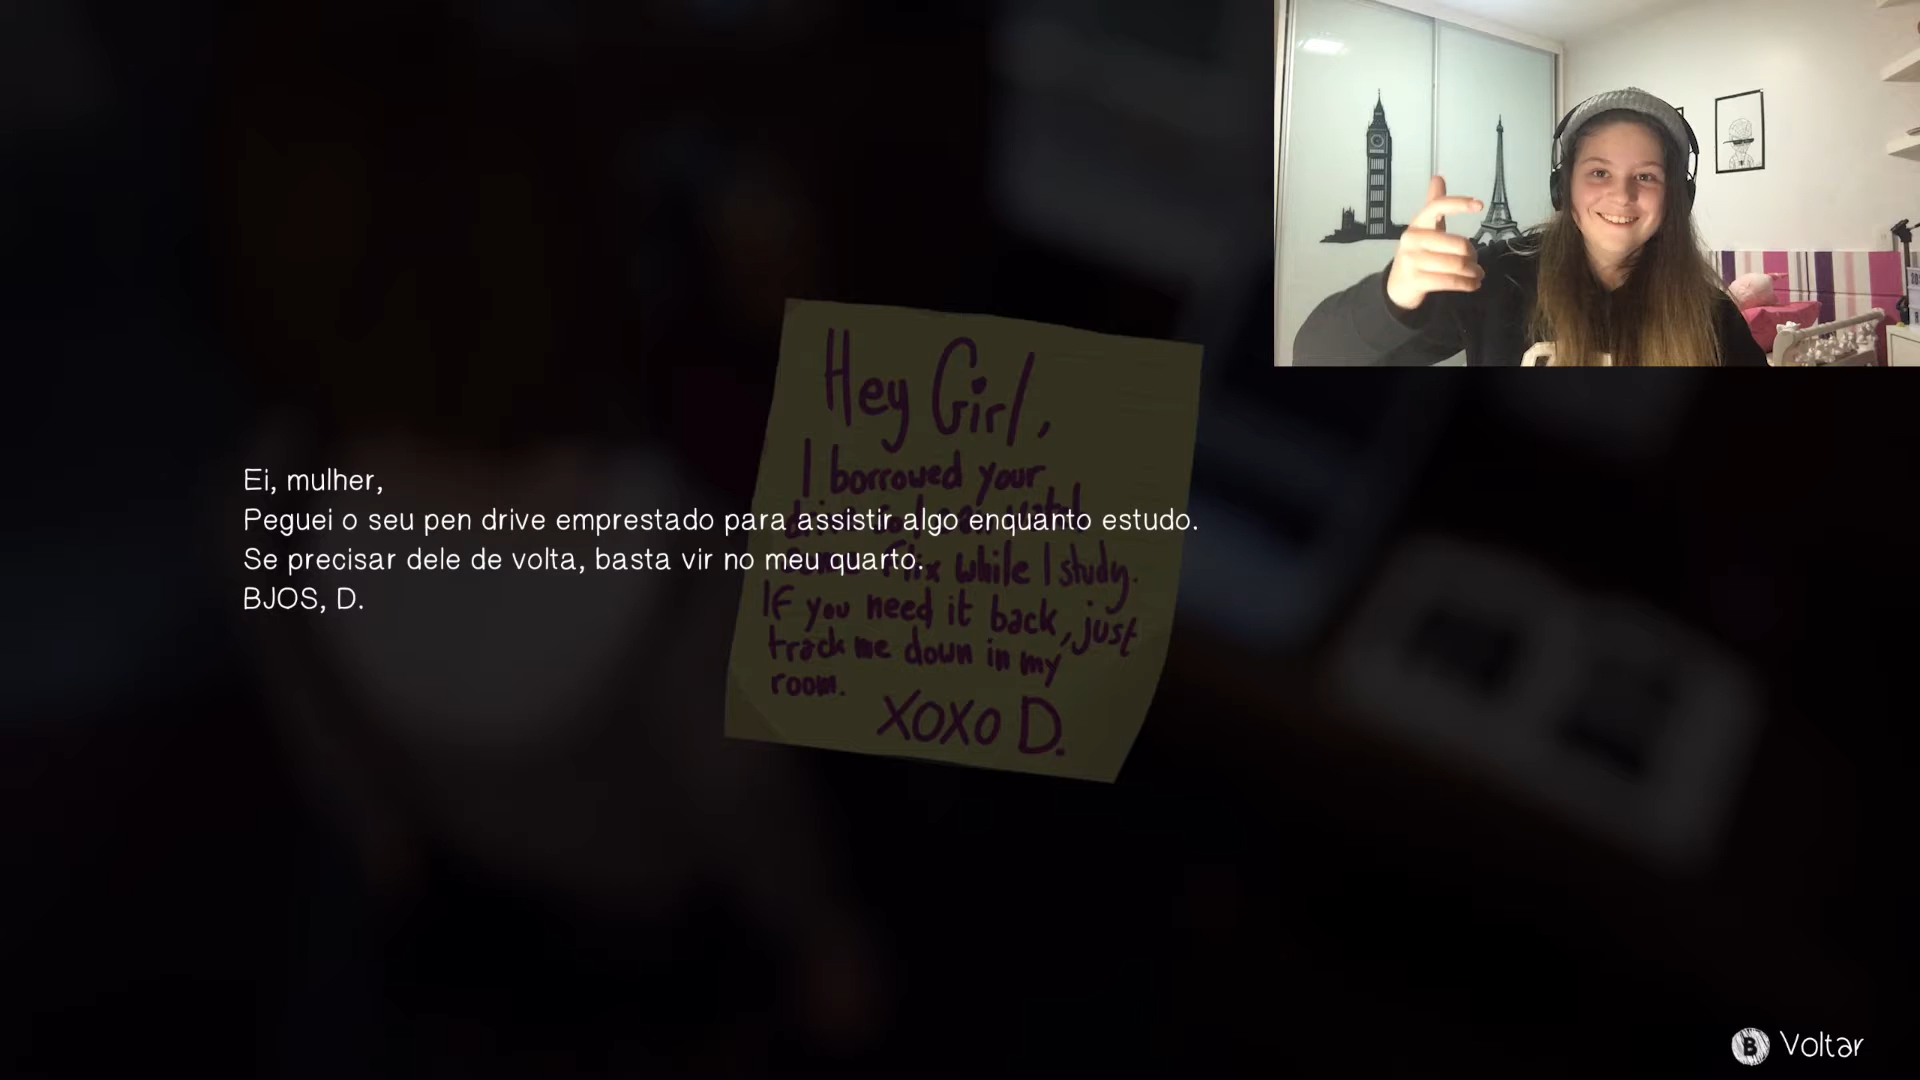 Hey Girl,
I borrowed your
while I study.
If you need it back, just
track me down in my
room.
XOXO D.
Ei, mulher,
Peguei o seu pen drive emprestado para assistir algo enquanto estudo.
Se precisar dele de volta, basta vir no meu quarto.
BJOS, D.
B Voltar